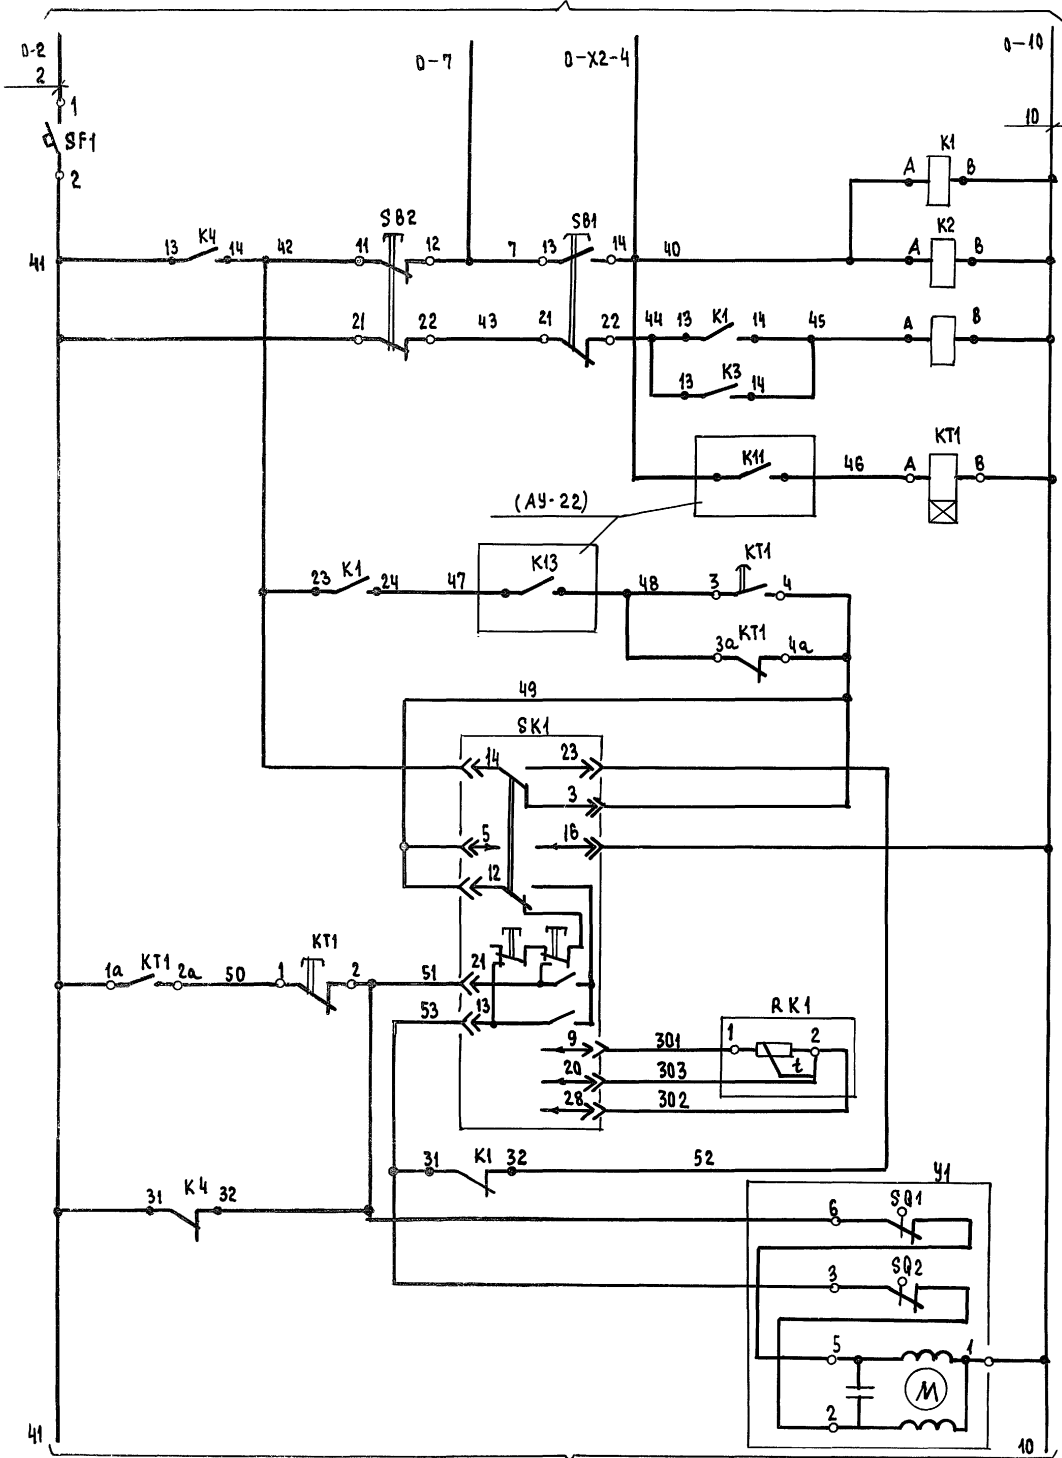 0-2
0-7
0-X2-4
0-10
2
1
10
SF1
K1
A
B
2
SB2
SB1
K2
13
K4
14
42
11
12
7
13
14
40
A
B
41
21
22
43
21
22
44
13
K1
14
45
A
B
13
K3
14
KT1
K11
46
A
B
(АУ-22)
23
K1
24
47
K13
48
3
KT1
4
3a
KT1
4a
49
SK1
14
23
3
5
16
12
1a
KT1
2a
50
1
KT1
2
51
21
53
13
RK1
9
301
1
2
t
20
303
28
302
31
K1
32
52
31
K4
32
У1
6
SQ1
3
SQ2
5
1
M
2
41
10